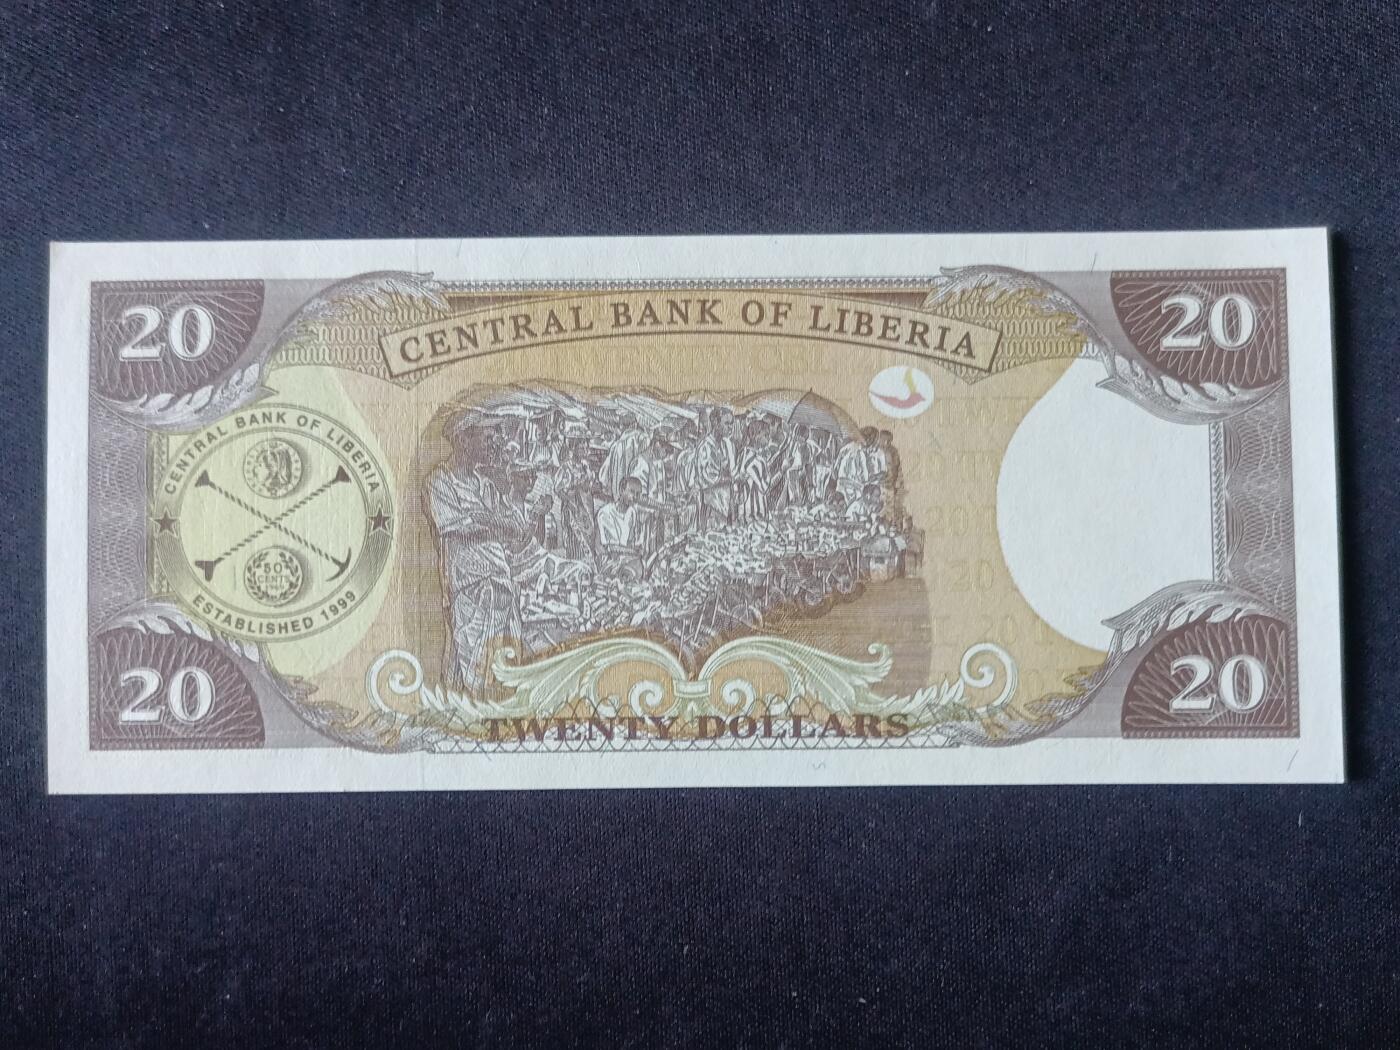 20
CENTRAL BANK OF LIBERIA
20
CENTRAL BANK OF LIBERIA
50
CENTS
ESTABLISHED 1999
20
TWENTY DOLLARS
20